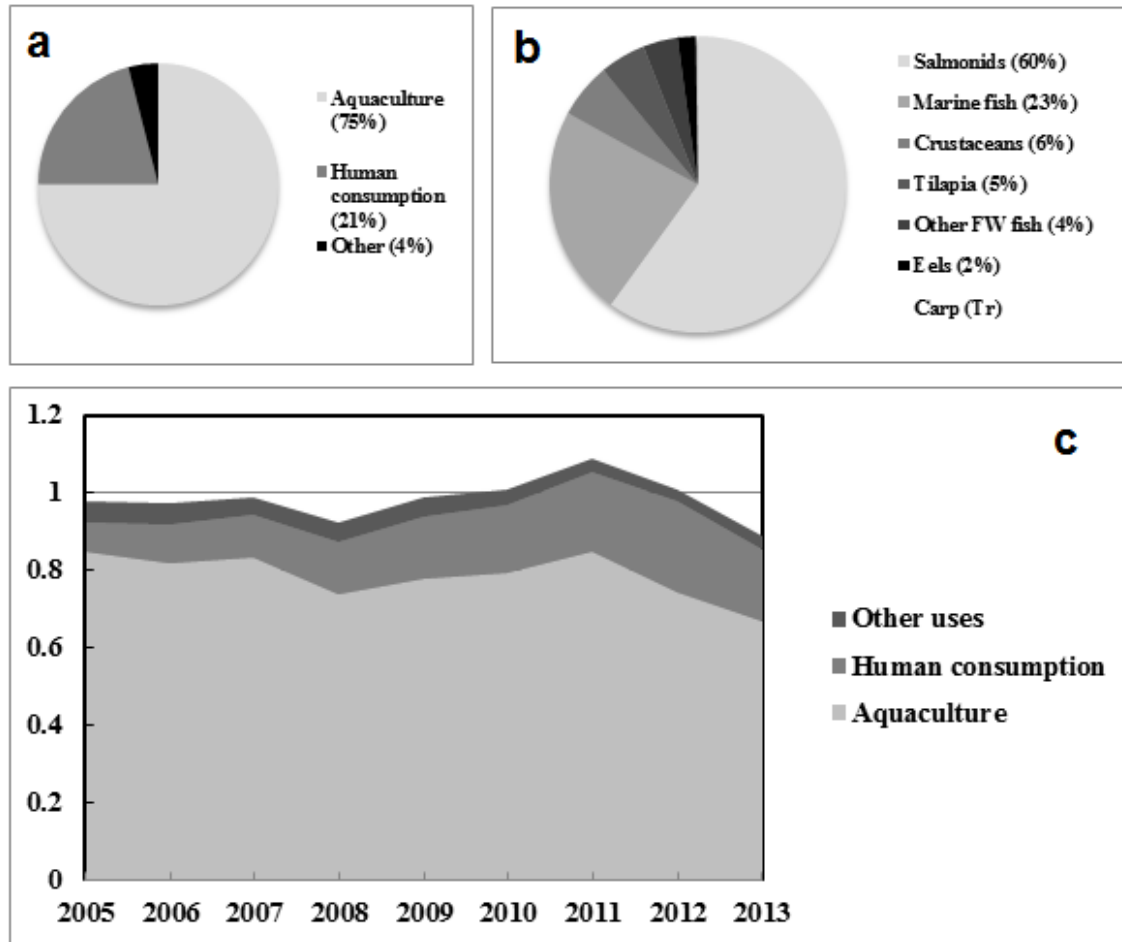 a
Aquaculture
(75%)
Human
consumption
(21%)
Other (4%)
b
Salmonids (60%)
Marine fish (23%)
Crustaceans (6%)
Tilapia (5%)
Other FW fish (4%)
Eels (2%)
Carp (Tr)
c
1.2
1
0.8
0.6
0.4
0.2
0
2005 2006 2007 2008 2009 2010 2011 2012 2013
Other uses
Human consumption
Aquaculture